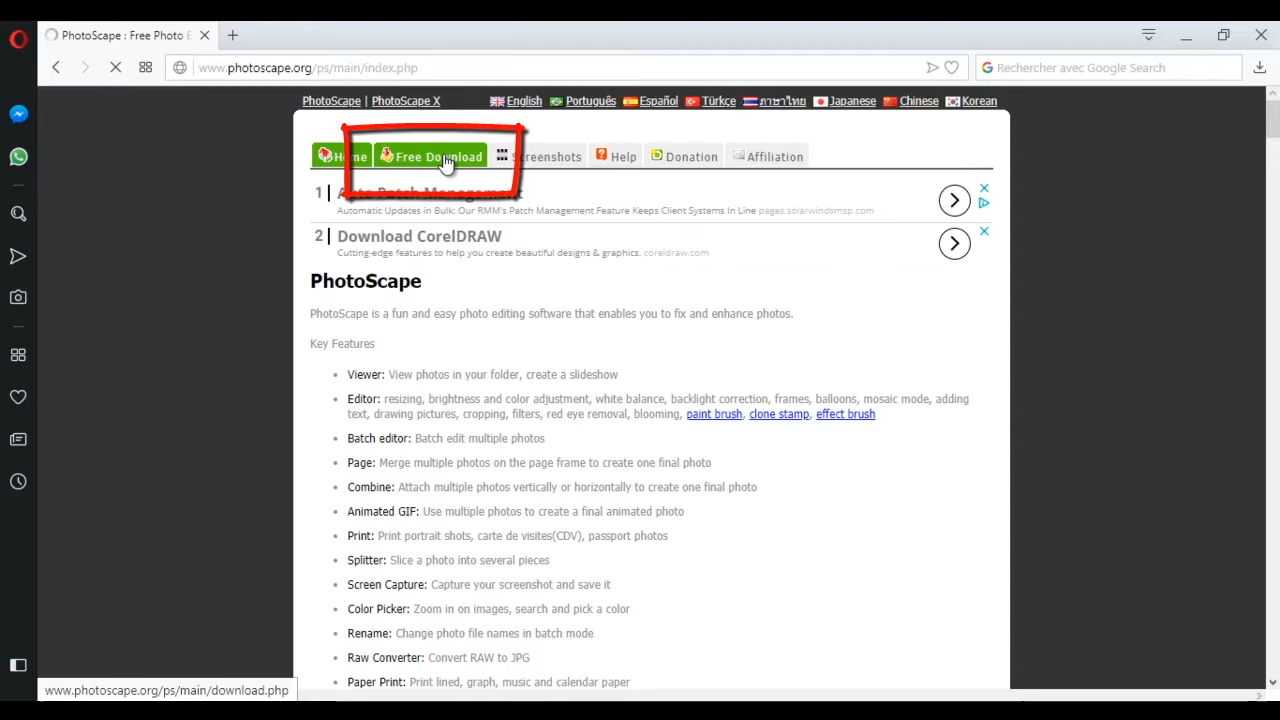 PhotoScape : Free Photo E
www.photoscape.org/ps/main/index.php
Rechercher avec Google Search
PhotoScape | PhotoScape X English Português Español Türkçe ภาษาไทย Japanese Chinese Korean
Home Free Download Screenshots Help Donation Affiliation
1 Auto Patch Management
Automatic Updates in Bulk: Our RMM's Patch Management Feature Keeps Client Systems In Line pages.solarwindsmsp.com
2 Download CorelDRAW
Cutting-edge features to help you create beautiful designs & graphics. coreldraw.com
PhotoScape
PhotoScape is a fun and easy photo editing software that enables you to fix and enhance photos.
Key Features
Viewer: View photos in your folder, create a slideshow
Editor: resizing, brightness and color adjustment, white balance, backlight correction, frames, balloons, mosaic mode, adding
text, drawing pictures, cropping, filters, red eye removal, blooming, paint brush, clone stamp, effect brush
Batch editor: Batch edit multiple photos
Page: Merge multiple photos on the page frame to create one final photo
Combine: Attach multiple photos vertically or horizontally to create one final photo
Animated GIF: Use multiple photos to create a final animated photo
Print: Print portrait shots, carte de visites(CDV), passport photos
Splitter: Slice a photo into several pieces
Screen Capture: Capture your screenshot and save it
Color Picker: Zoom in on images, search and pick a color
Rename: Change photo file names in batch mode
Raw Converter: Convert RAW to JPG
Paper Print: Print lined, graph, music and calendar paper
www.photoscape.org/ps/main/download.php